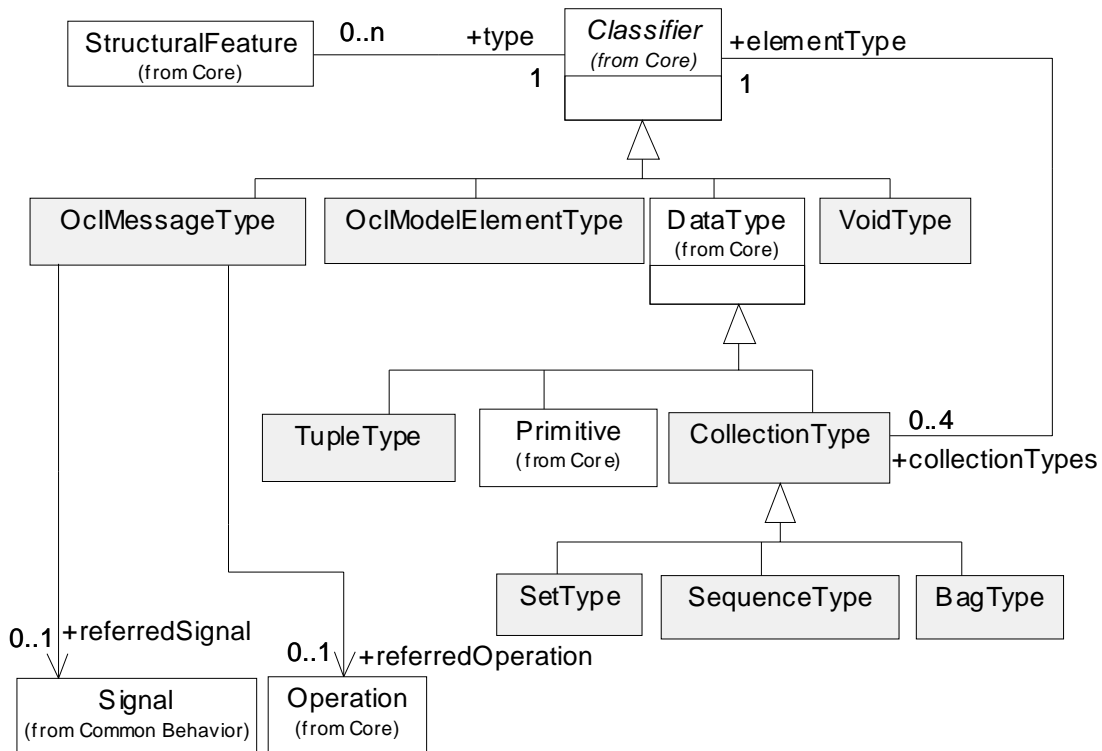 StructuralFeature
(from Core)
0..n
+type
1
Classifier
(from Core)
+elementType
1
OclMessageType
OclModelElementType
DataType
(from Core)
VoidType
TupleType
Primitive
(from Core)
CollectionType
0..4
+collectionTypes
SetType
SequenceType
BagType
0..1
+referredSignal
0..1
+referredOperation
Signal
(from Common Behavior)
Operation
(from Core)